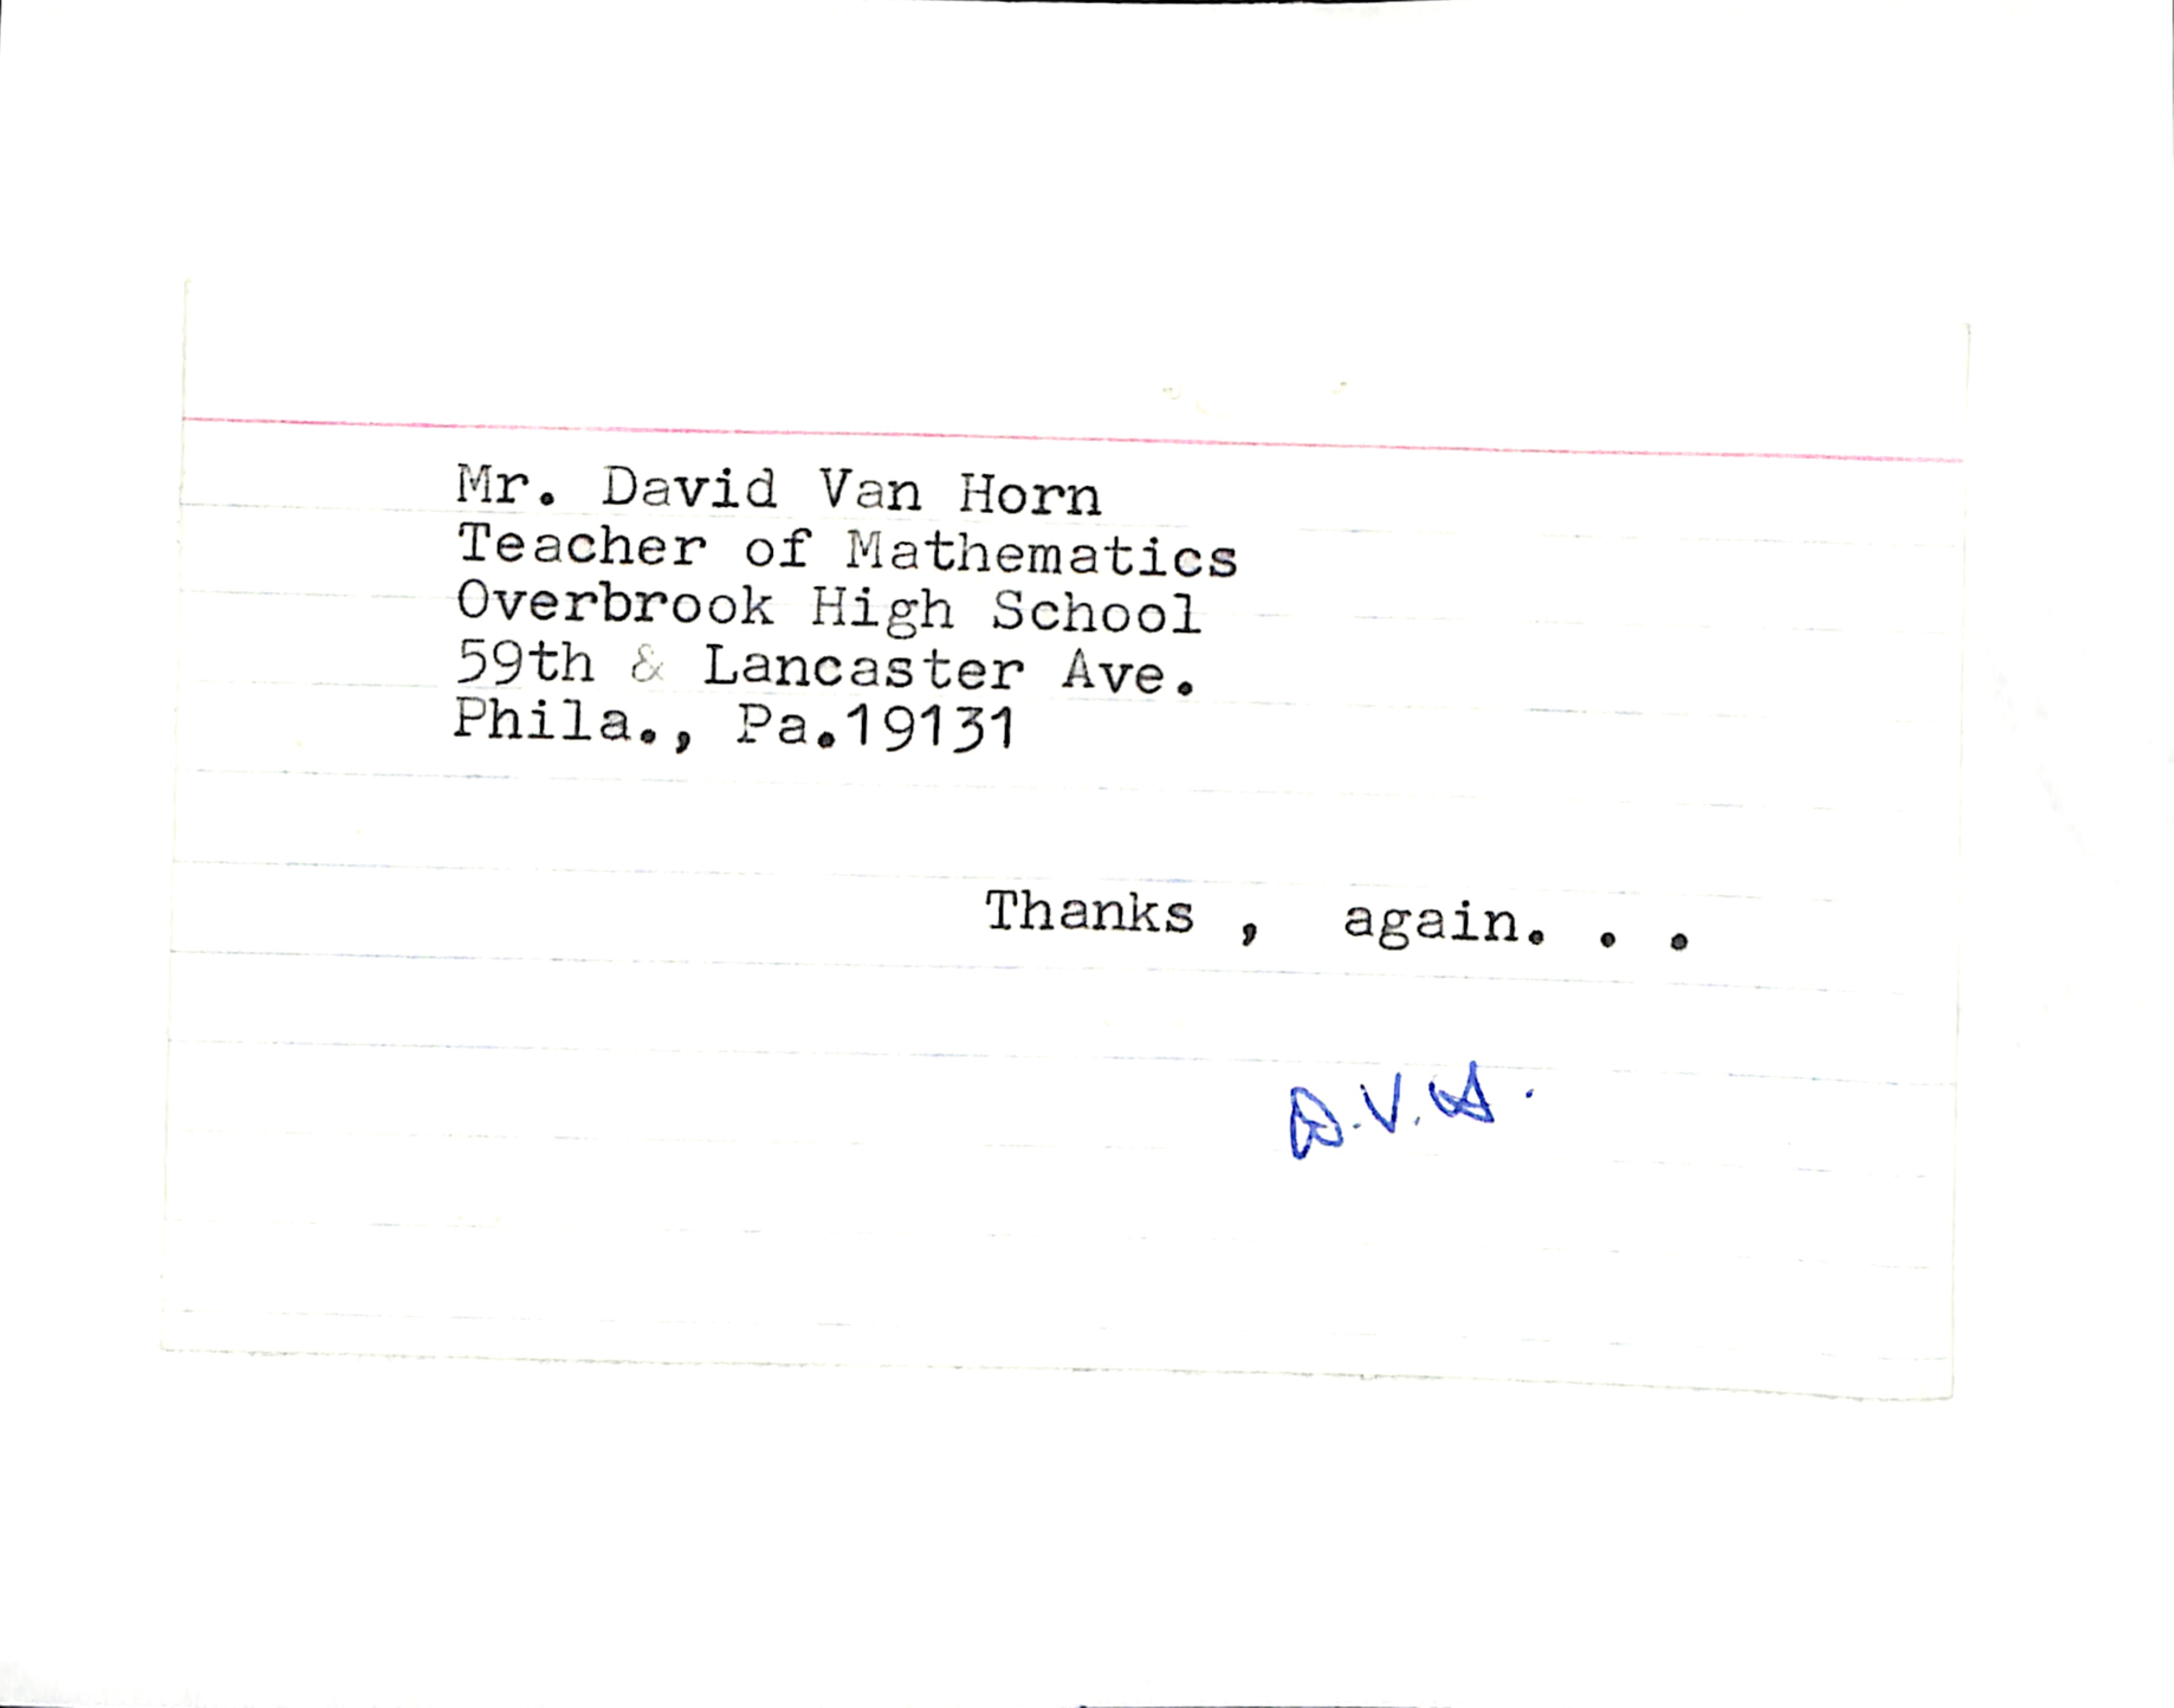 Mr. David Van Horn
Teacher of Mathematics
Overbrook High School
59th & Lancaster Ave.
Phila., Pa.19131
Thanks , again. . .
D.V.H.